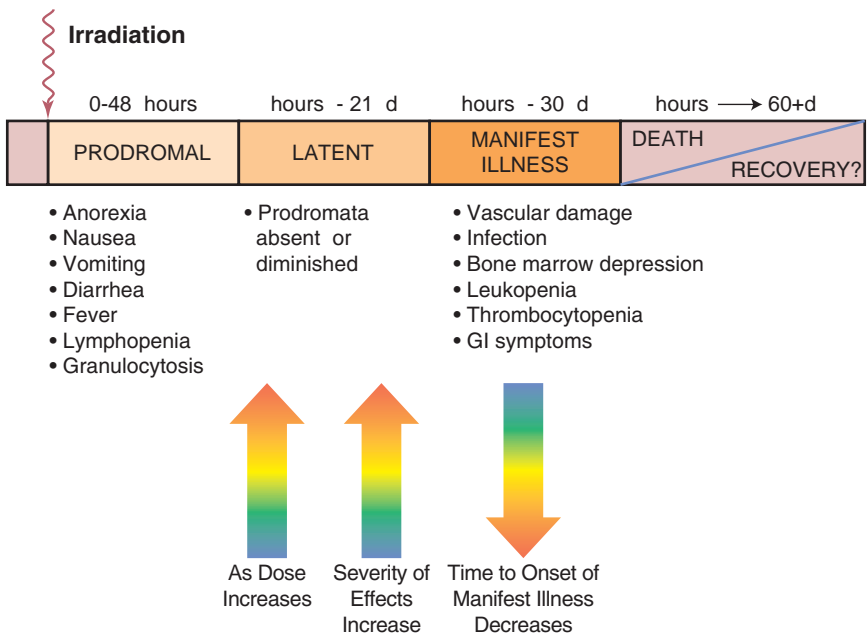 Irradiation
0-48 hours
hours - 21 d
hours - 30 d
hours → 60+d
PRODROMAL
LATENT
MANIFEST
ILLNESS
DEATH
RECOVERY?
• Anorexia
• Nausea
• Vomiting
• Diarrhea
• Fever
• Lymphopenia
• Granulocytosis
• Prodromata
absent or
diminished
• Vascular damage
• Infection
• Bone marrow depression
• Leukopenia
• Thrombocytopenia
• GI symptoms
As Dose
Increases
Severity of
Effects
Increase
Time to Onset of
Manifest Illness
Decreases